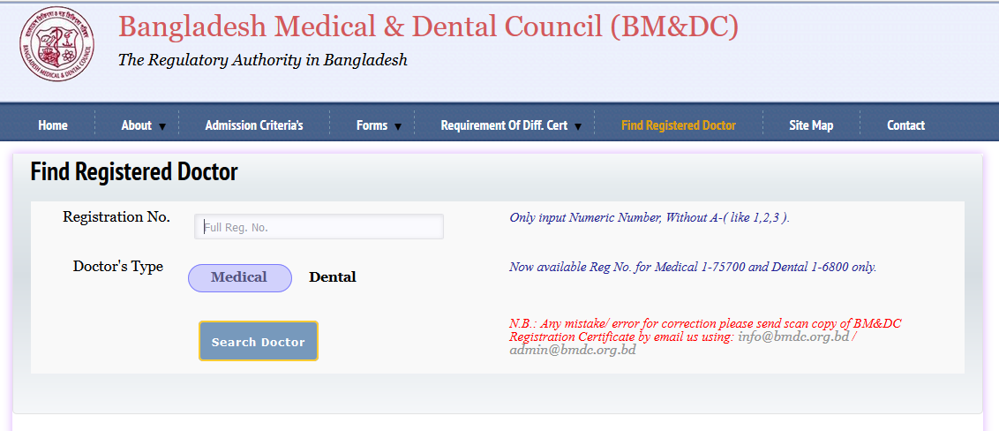 Bangladesh Medical & Dental Council (BM&DC)
The Regulatory Authority in Bangladesh
BANGLADESH MEDICAL & DENTAL COUNCIL
Home About Admission Criteria's Forms Requirement Of Diff. Cert Find Registered Doctor Site Map Contact
Find Registered Doctor
Registration No. Full Reg. No. Only input Numeric Number, Without A-( like 1,2,3 ).
Doctor's Type Medical Dental Now available Reg No. for Medical 1-75700 and Dental 1-6800 only.
Search Doctor
N.B.: Any mistake/ error for correction please send scan copy of BM&DC
Registration Certificate by email us using: info@bmdc.org.bd /
admin@bmdc.org.bd